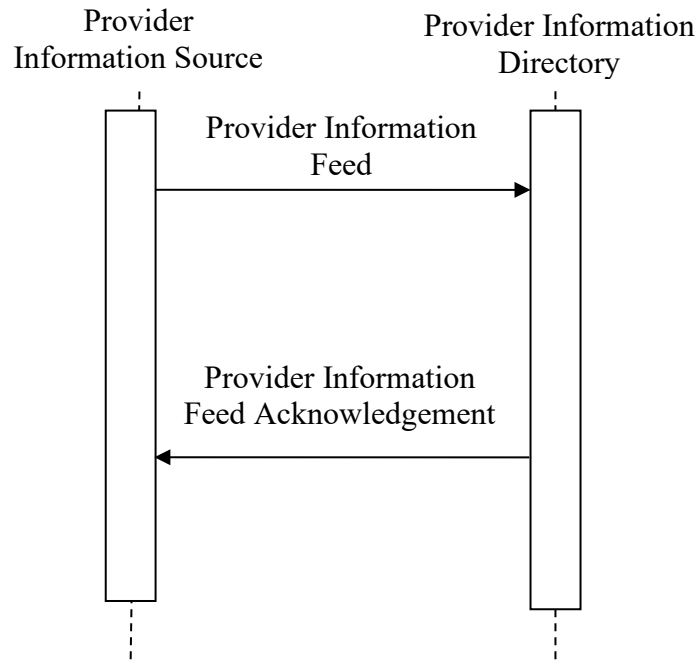 Provider
Information Source
Provider Information
Directory
Provider Information
Feed
Provider Information
Feed Acknowledgement